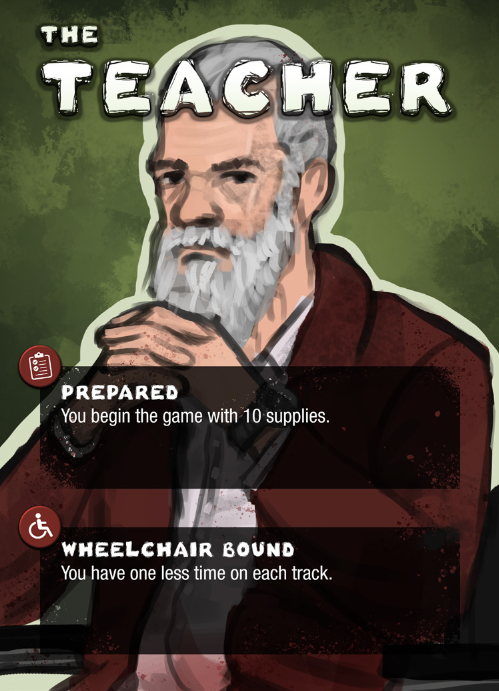 THE
TEACHER
PREPARED
You begin the game with 10 supplies.
WHEELCHAIR BOUND
You have one less time on each track.